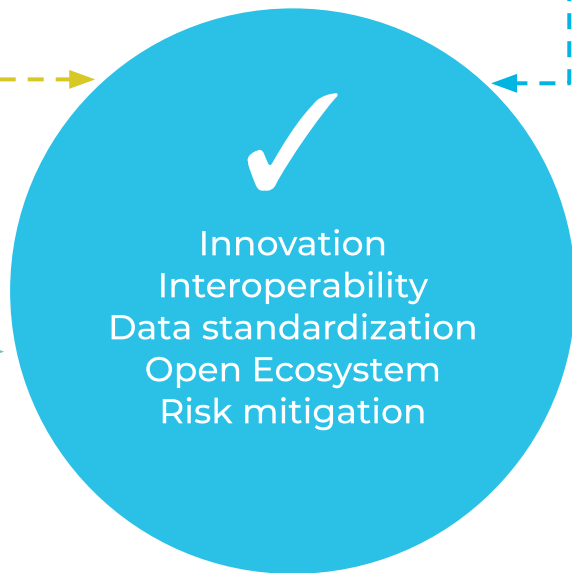 Innovation
Interoperability
Data standardization
Open Ecosystem
Risk mitigation